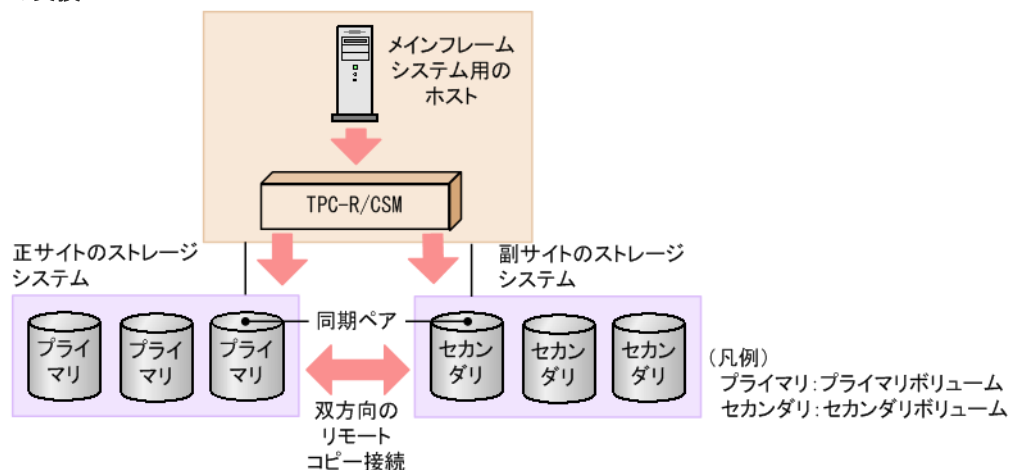 メインフレーム
システム用の
ホスト
TPC-R/CSM
正サイトのストレージ
システム
副サイトのストレージ
システム
プライ
マリ
プライ
マリ
プライ
マリ
同期ペア
セカン
ダリ
セカン
ダリ
セカン
ダリ
双方向の
リモート
コピー接続
(凡例)
プライマリ:プライマリボリューム
セカンダリ:セカンダリボリューム